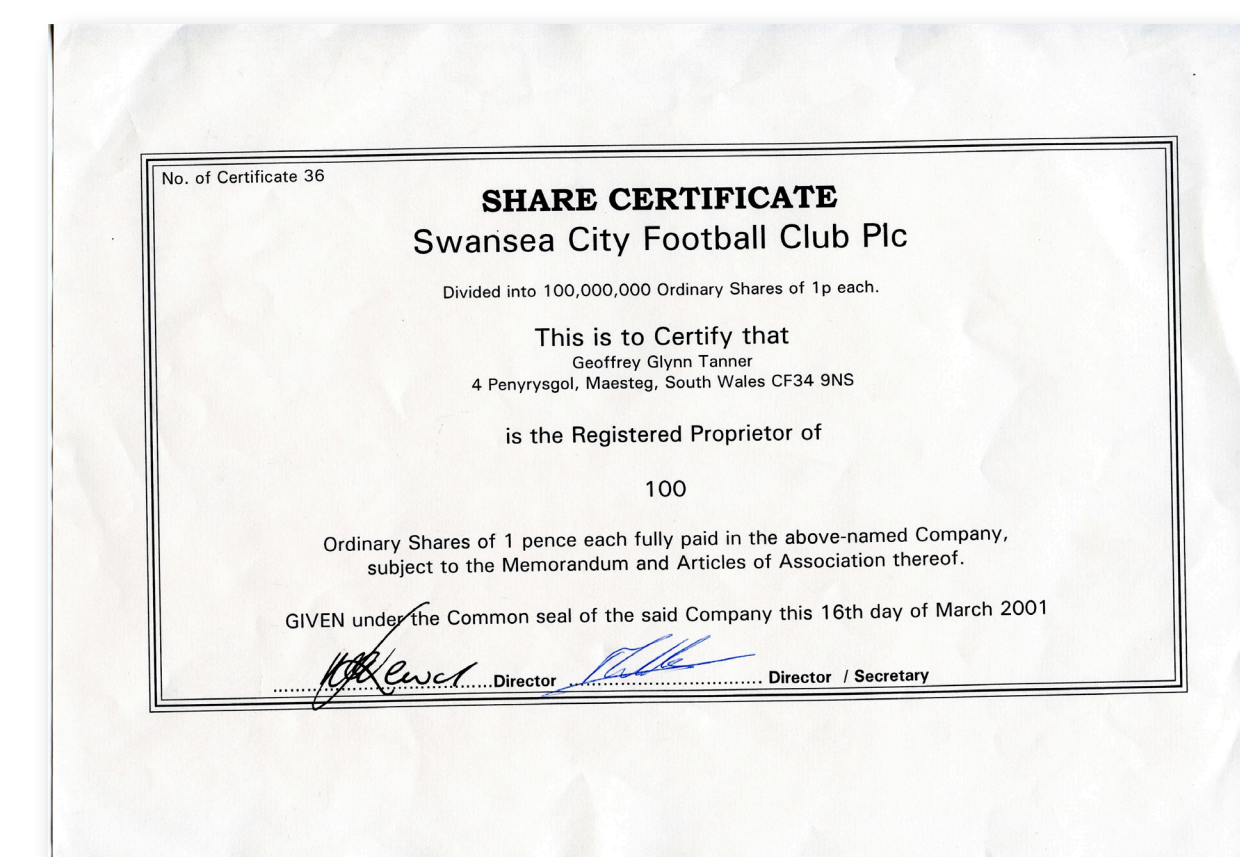 No. of Certificate 36
SHARE CERTIFICATE
Swansea City Football Club Plc
Divided into 100,000,000 Ordinary Shares of 1p each.
This is to Certify that
Geoffrey Glynn Tanner
4 Penyrysgol, Maesteg, South Wales CF34 9NS
is the Registered Proprietor of
100
Ordinary Shares of 1 pence each fully paid in the above-named Company,
subject to the Memorandum and Articles of Association thereof.
GIVEN under the Common seal of the said Company this 16th day of March 2001
Director Director / Secretary